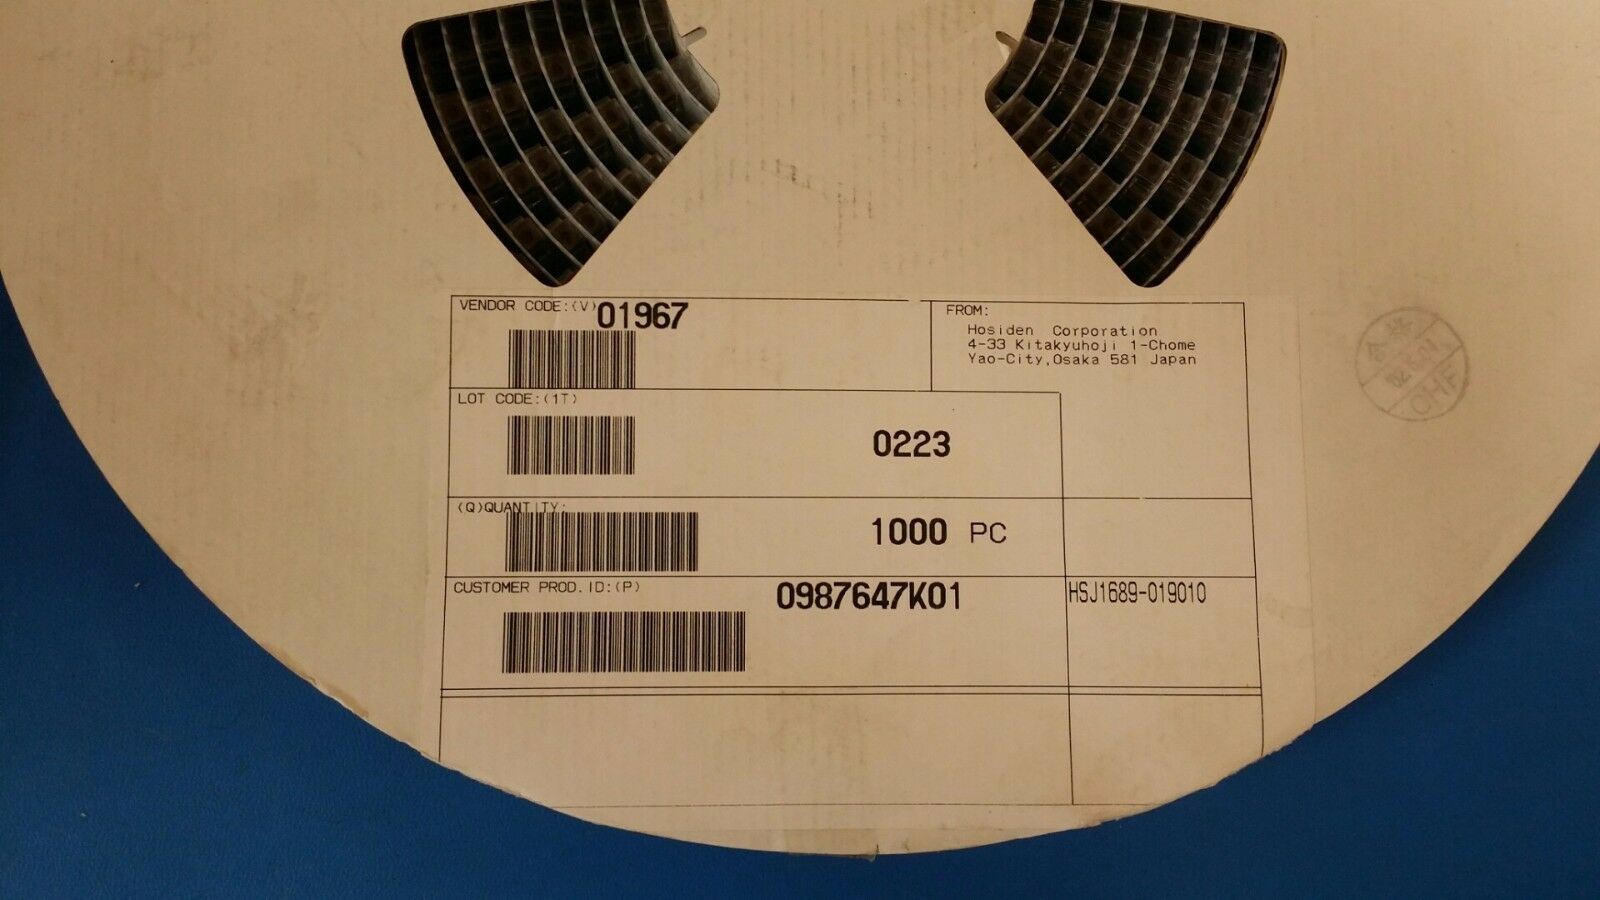 VENDOR CODE:(V) 01967
FROM:
Hosiden Corporation
4-33 Kitakyuhoji 1-Chome
Yao-City,Osaka 581 Japan
LOT CODE:(1T)
0223
(Q)QUANTITY:
1000 PC
CUSTOMER PROD.ID:(P)
0987647K01
HSJ1689-019010